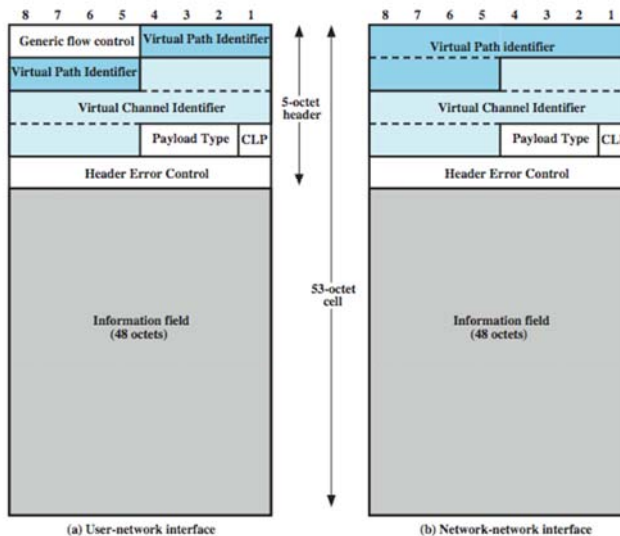 8 7 6 5 4 3 2 1
Generic flow control Virtual Path Identifier
Virtual Path Identifier
Virtual Channel Identifier
Payload Type CLP
Header Error Control
Information field
(48 octets)
(a) User-network interface
5-octet
header
53-octet
cell
8 7 6 5 4 3 2 1
Virtual Path identifier
Virtual Channel Identifier
Payload Type CL
Header Error Control
Information field
(48 octets)
(b) Network-network interface